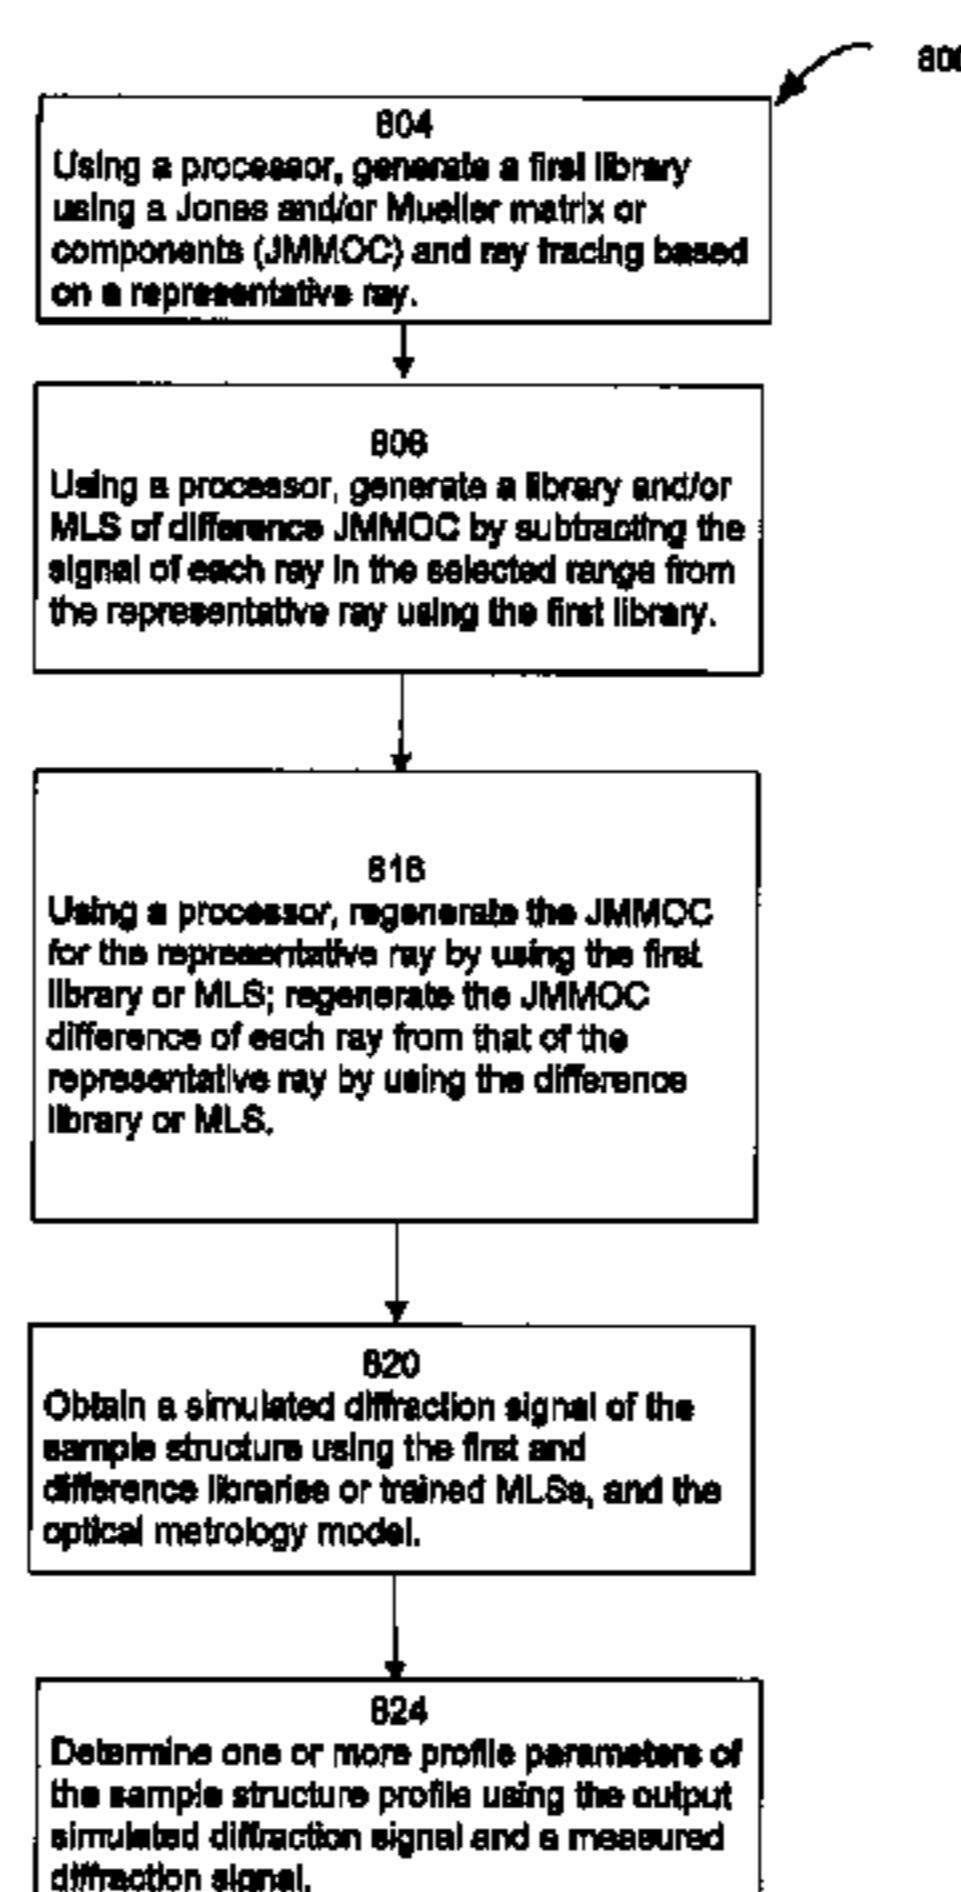 804
Using a processor, generate a first library
using a Jones and/or Mueller matrix or
components (JMMOC) and ray tracing based
on a representative ray.
808
Using a processor, generate a library and/or
MLS of difference JMMOC by subtracting the
signal of each ray in the selected range from
the representative ray using the first library.
816
Using a processor, regenerate the JMMOC
for the representative ray by using the first
library or MLS; regenerate the JMMOC
difference of each ray from that of the
representative ray by using the difference
library or MLS.
820
Obtain a simulated diffraction signal of the
sample structure using the first and
difference libraries or trained MLSs, and the
optical metrology model.
824
Determine one or more profile parameters of
the sample structure profile using the output
simulated diffraction signal and a measured
diffraction signal.